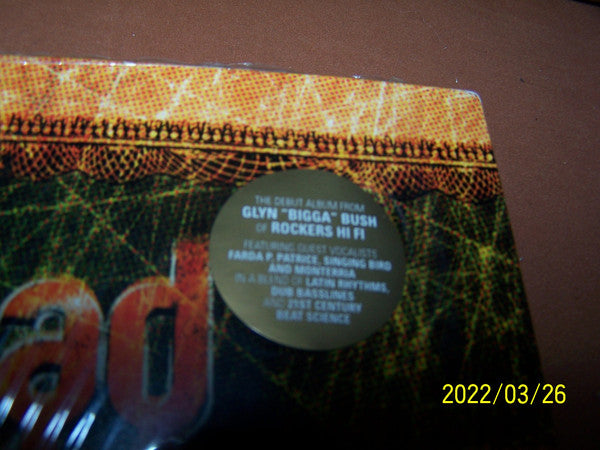 THE DEBUT ALBUM FROM
GLYN "BIGGA" BUSH
OF ROCKERS HI FI
FEATURING GUEST VOCALISTS
FARDA P, PATRICE, SINGING BIRD
AND MONTERRIA
IN A BLEND OF LATIN RHYTHMS,
DUB BASSLINES
AND 21ST CENTURY
BEAT SCIENCE
ad
2022/03/26